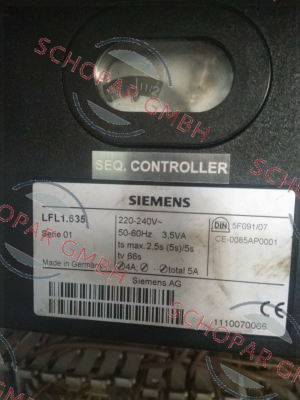 SCHOPAR GMBH
SEQ. CONTROLLER
SIEMENS
LFL1.635
220-240V~
DIN 5F091/07
Serie 01
50-60Hz 3,5VA
CE-0085AP0001
ts max. 2,5s (5s)/5s
tv 66s
Made in Germany
4A; total 5A
Siemens AG
1110070066